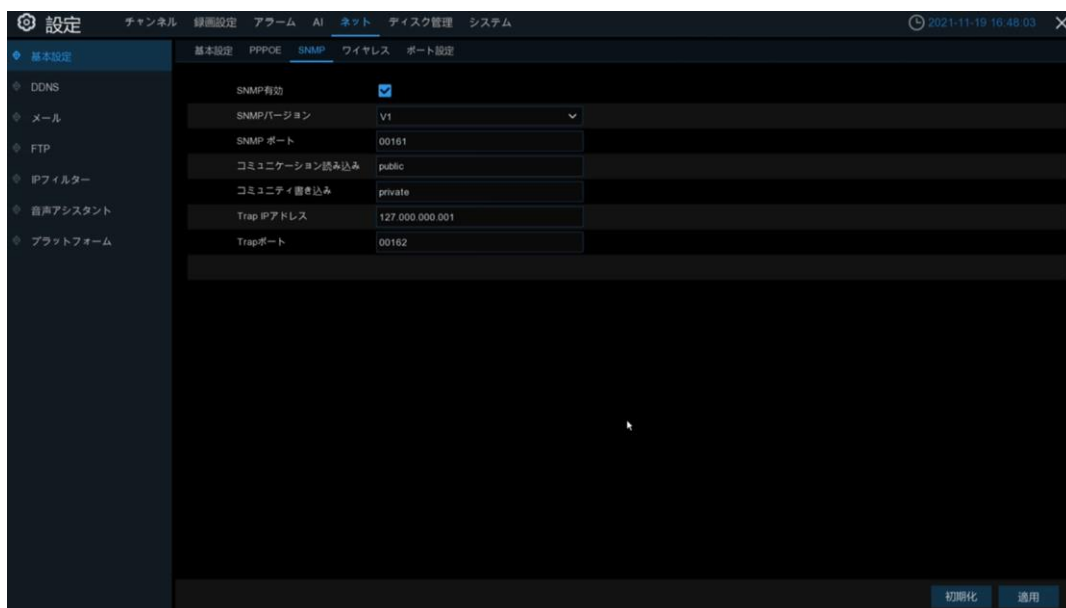 設定 チャンネル 録画設定 アラーム AI ネット ディスク管理 システム 2021-11-19 16:48:03
基本設定 PPPOE SNMP ワイヤレス ポート設定
基本設定
DDNS
メール
FTP
IPフィルター
音声アシスタント
プラットフォーム
SNMP有効
SNMPバージョン V1
SNMP ポート 00161
コミュニケーション読み込み public
コミュニティ書き込み private
Trap IPアドレス 127.000.000.001
Trapポート 00162
初期化 適用